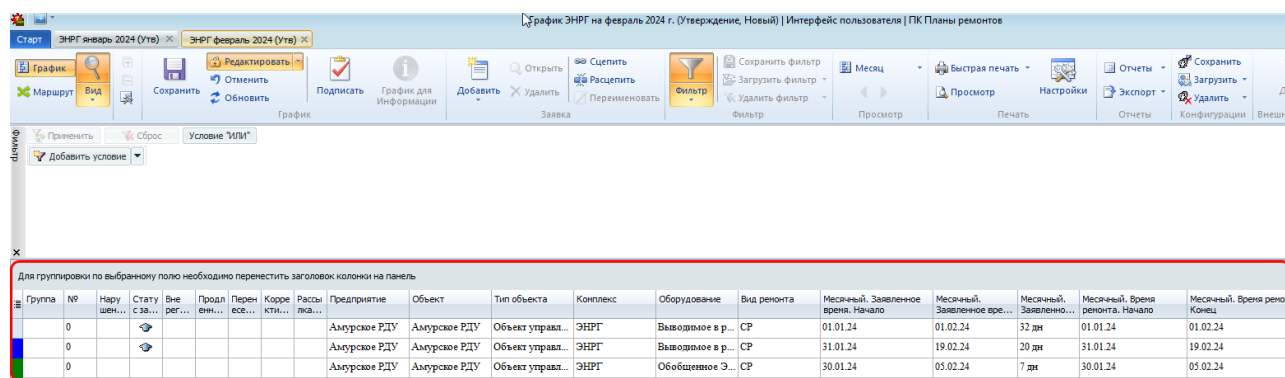 График ЭНРГ на февраль 2024 г. (Утверждение, Новый) | Интерфейс пользователя | ПК Планы ремонтов
Старт ЭНРГ январь 2024 (Утв) ЭНРГ февраль 2024 (Утв)
График Вид Сохранить Редактировать Подписать График для Информации Добавить Открыть Сцепить Фильтр Сохранить фильтр Месяц Быстрая печать Настройки Отчеты Сохранить
Маршрут Отменить Удалить Расцепить Загрузить фильтр Просмотр Экспорт Загрузить
Обновить Переименовать Удалить фильтр Удалить
График Заявка Фильтр Просмотр Печать Отчеты Конфигурации Внешн
Фильтр
Применить Сброс Условие "ИЛИ"
Добавить условие
Для группировки по выбранному полю необходимо переместить заголовок колонки на панель
Группа № Нару шен... Стату с за... Вне рег... Продл енн... Перен есе... Корре кти... Рассы лка... Предприятие Объект Тип объекта Комплекс Оборудование Вид ремонта Месячный. Заявленное время. Начало Месячный. Заявленное вре... Месячный. Заявленно... Месячный. Время ремонта. Начало Месячный. Время ремо Конец
0 Амурское РДУ Амурское РДУ Объект управл... ЭНРГ Выводимое в р... СР 01.01.24 01.02.24 32 дн 01.01.24 01.02.24
0 Амурское РДУ Амурское РДУ Объект управл... ЭНРГ Выводимое в р... СР 31.01.24 19.02.24 20 дн 31.01.24 19.02.24
0 Амурское РДУ Амурское РДУ Объект управл... ЭНРГ Обобщенное Э... СР 30.01.24 05.02.24 7 дн 30.01.24 05.02.24